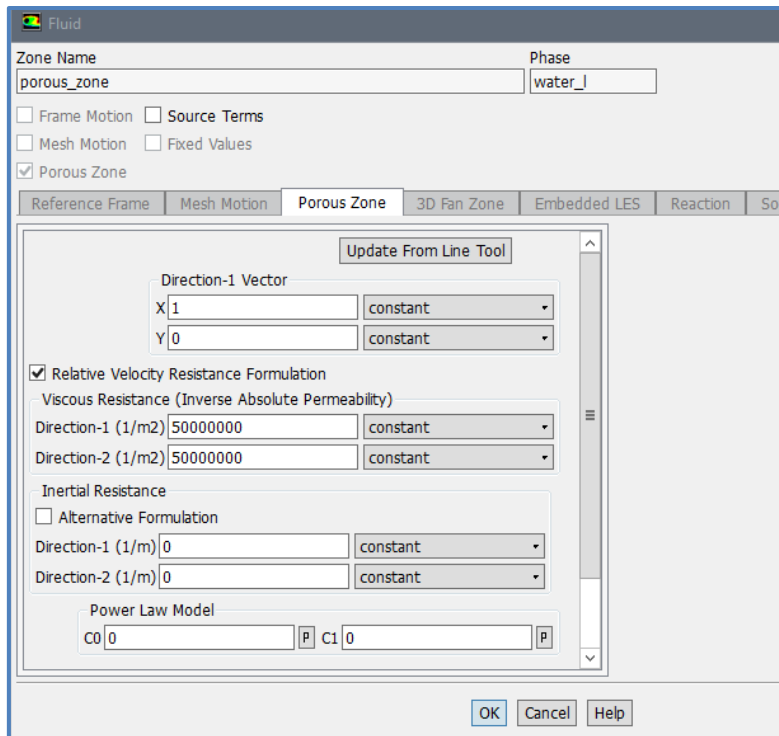 Fluid
Zone Name Phase
porous_zone water_l
Frame Motion Source Terms
Mesh Motion Fixed Values
Porous Zone
Reference Frame Mesh Motion Porous Zone 3D Fan Zone Embedded LES Reaction So
Update From Line Tool
Direction-1 Vector
X 1 constant
Y 0 constant
Relative Velocity Resistance Formulation
Viscous Resistance (Inverse Absolute Permeability)
Direction-1 (1/m2) 50000000 constant
Direction-2 (1/m2) 50000000 constant
Inertial Resistance
Alternative Formulation
Direction-1 (1/m) 0 constant
Direction-2 (1/m) 0 constant
Power Law Model
C0 0 P C1 0 P
OK Cancel Help